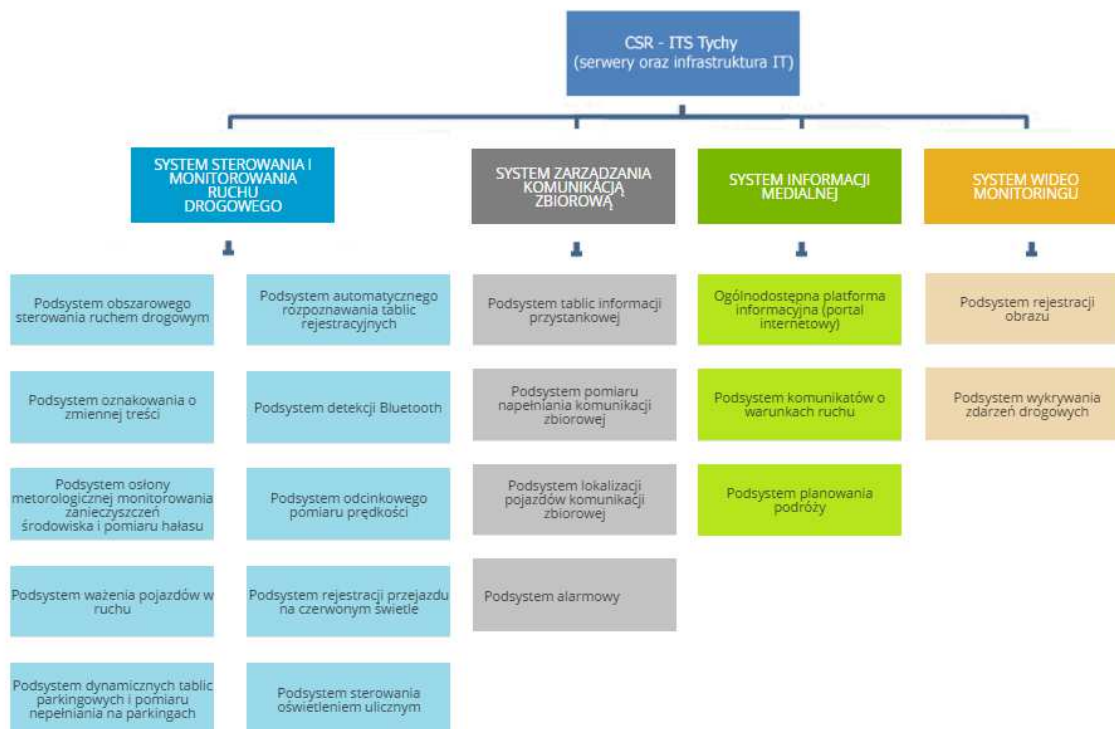 CSR - ITS Tychy
(serwery oraz infrastruktura IT)
SYSTEM STEROWANIA I
MONITOROWANIA
RUCHU
DROGOWEGO
SYSTEM ZARZĄDZANIA
KOMUNIKACJĄ
ZBIOROWĄ
SYSTEM INFORMACJI
MEDIALNEJ
SYSTEM WIDEO
MONITORINGU
Podsystem obszarowego
sterowania ruchem drogowym
Podsystem automatycznego
rozpoznawania tablic
rejestracyjnych
Podsystem tablic informacji
przystankowej
Ogólnodostępna platforma
informacyjna (portal
internetowy)
Podsystem rejestracji
obrazu
Podsystem oznakowania o
zmiennej treści
Podsystem detekcji Bluetooth
Podsystem pomiaru
napełniania komunikacji
zbiorowej
Podsystem komunikatów o
warunkach ruchu
Podsystem wykrywania
zdarzeń drogowych
Podsystem osłony
metorologicznej monitorowania
zanieczyszczeń
środowiska i pomiaru hałasu
Podsystem odcinkowego
pomiaru prędkości
Podsystem lokalizacji
pojazdów komunikacji
zbiorowej
Podsystem planowania
podróży
Podsystem ważenia pojazdów w
ruchu
Podsystem rejestracji przejazdu
na czerwonym świetle
Podsystem alarmowy
Podsystem dynamicznych tablic
parkingowych i pomiaru
nepełniania na parkingach
Podsystem sterowania
oświetleniem ulicznym